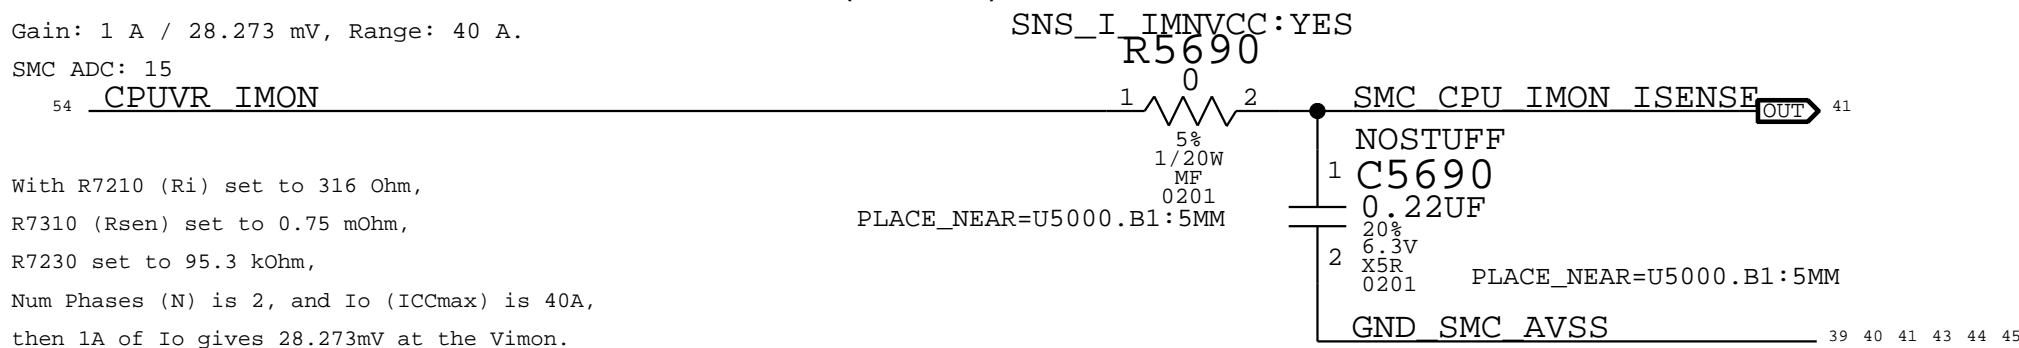 Gain: 1 A / 28.273 mV, Range: 40 A.
SMC ADC: 15
54 CPUVR_IMON
SNS_I_IMNVCC:YES
R5690
0
1 2
5%
1/20W
MF
0201
PLACE_NEAR=U5000.B1:5MM
SMC_CPU_IMON_ISENSE OUT 41
NOSTUFF
1 C5690
0.22UF
20%
6.3V
2 X5R
0201
PLACE_NEAR=U5000.B1:5MM
GND_SMC_AVSS 39 40 41 43 44 45
With R7210 (Ri) set to 316 Ohm,
R7310 (Rsen) set to 0.75 mOhm,
R7230 set to 95.3 kOhm,
Num Phases (N) is 2, and Io (ICCmax) is 40A,
then 1A of Io gives 28.273mV at the Vimon.